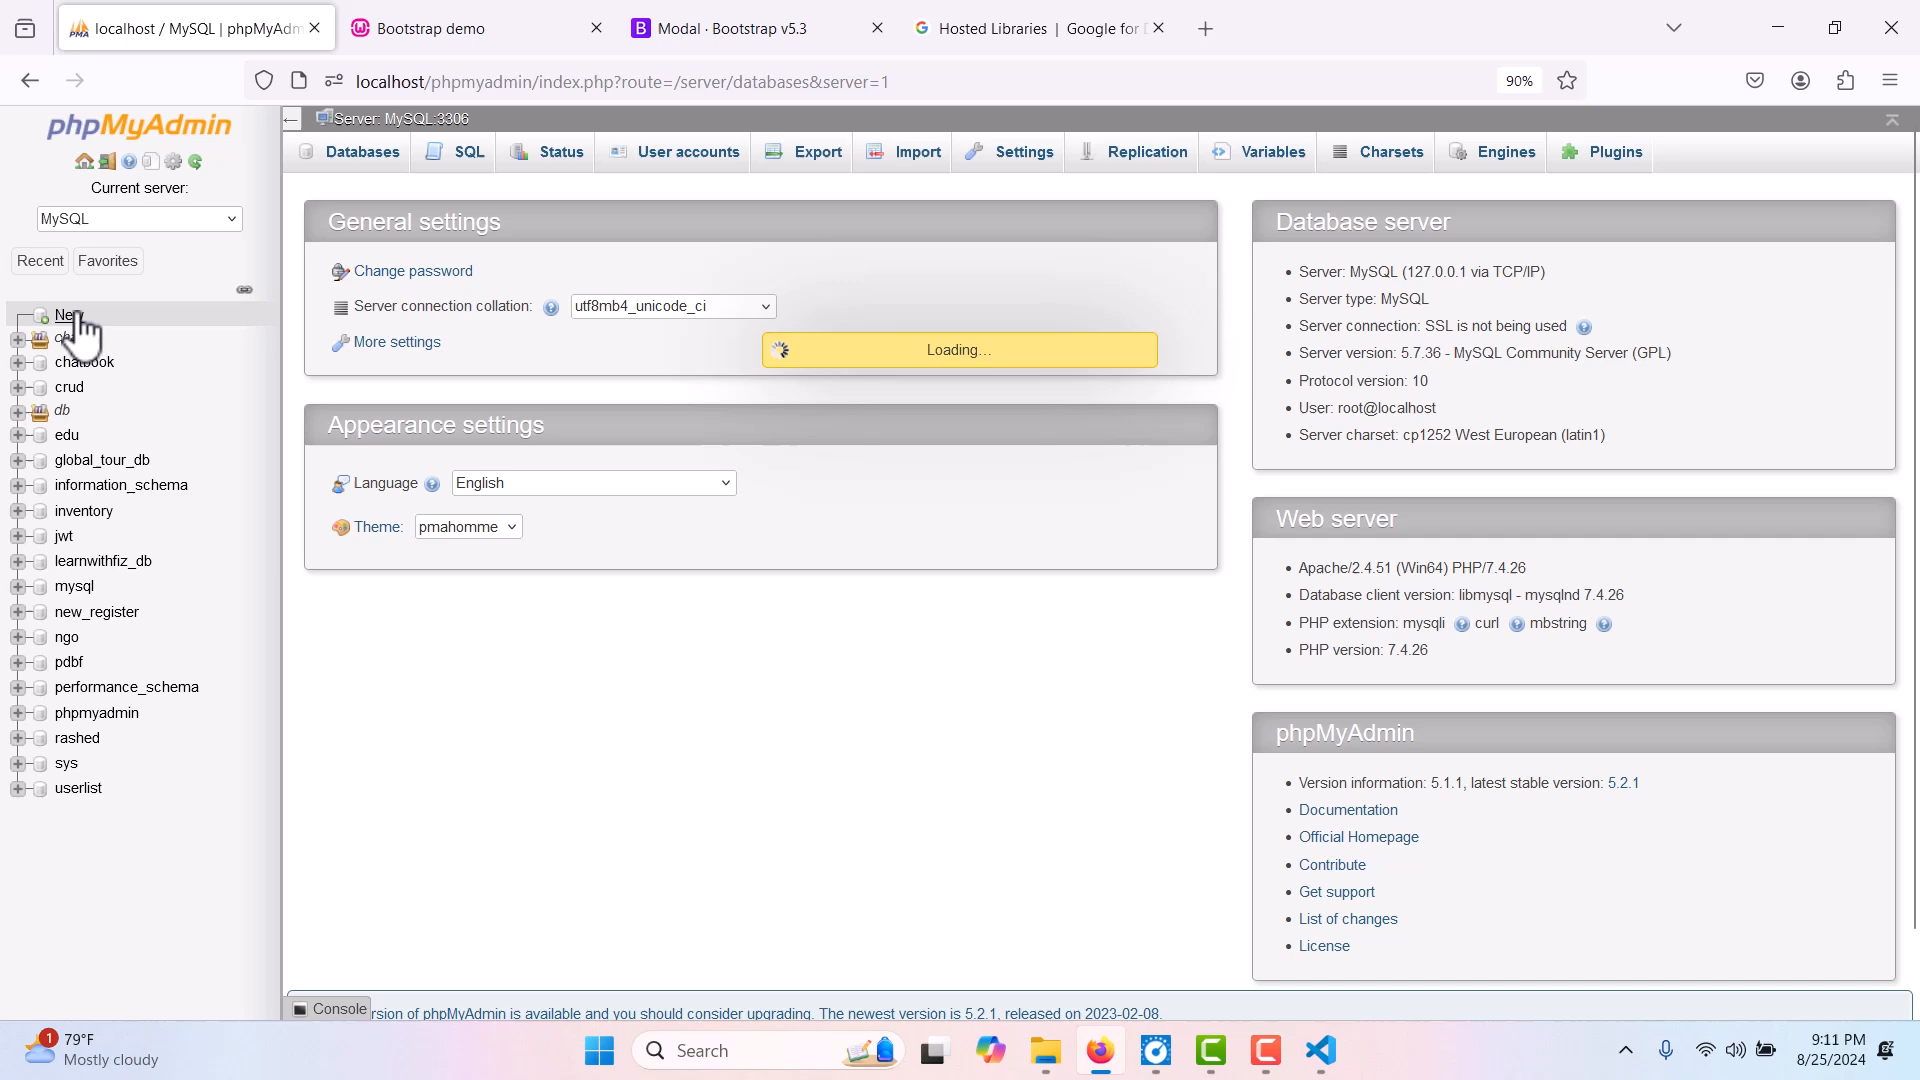 localhost / MySQL | phpMyAdm
Bootstrap demo
Modal · Bootstrap v5.3
Hosted Libraries | Google for D
localhost/phpmyadmin/index.php?route=/server/databases&server=1
90%
phpMyAdmin
Current server:
MySQL
Recent
Favorites
New
chatbook
crud
db
edu
global_tour_db
information_schema
inventory
jwt
learnwithfiz_db
mysql
new_register
ngo
pdbf
performance_schema
phpmyadmin
rashed
sys
userlist
Server: MySQL:3306
Databases
SQL
Status
User accounts
Export
Import
Settings
Replication
Variables
Charsets
Engines
Plugins
General settings
Change password
Server connection collation:
utf8mb4_unicode_ci
More settings
Loading…
Appearance settings
Language
English
Theme:
pmahomme
Database server
• Server: MySQL (127.0.0.1 via TCP/IP)
• Server type: MySQL
• Server connection: SSL is not being used
• Server version: 5.7.36 - MySQL Community Server (GPL)
• Protocol version: 10
• User: root@localhost
• Server charset: cp1252 West European (latin1)
Web server
• Apache/2.4.51 (Win64) PHP/7.4.26
• Database client version: libmysql - mysqlnd 7.4.26
• PHP extension: mysqli curl mbstring
• PHP version: 7.4.26
phpMyAdmin
• Version information: 5.1.1, latest stable version: 5.2.1
• Documentation
• Official Homepage
• Contribute
• Get support
• List of changes
• License
Console
rsion of phpMyAdmin is available and you should consider upgrading. The newest version is 5.2.1, released on 2023-02-08.
1
79°F
Mostly cloudy
Search
9:11 PM
8/25/2024